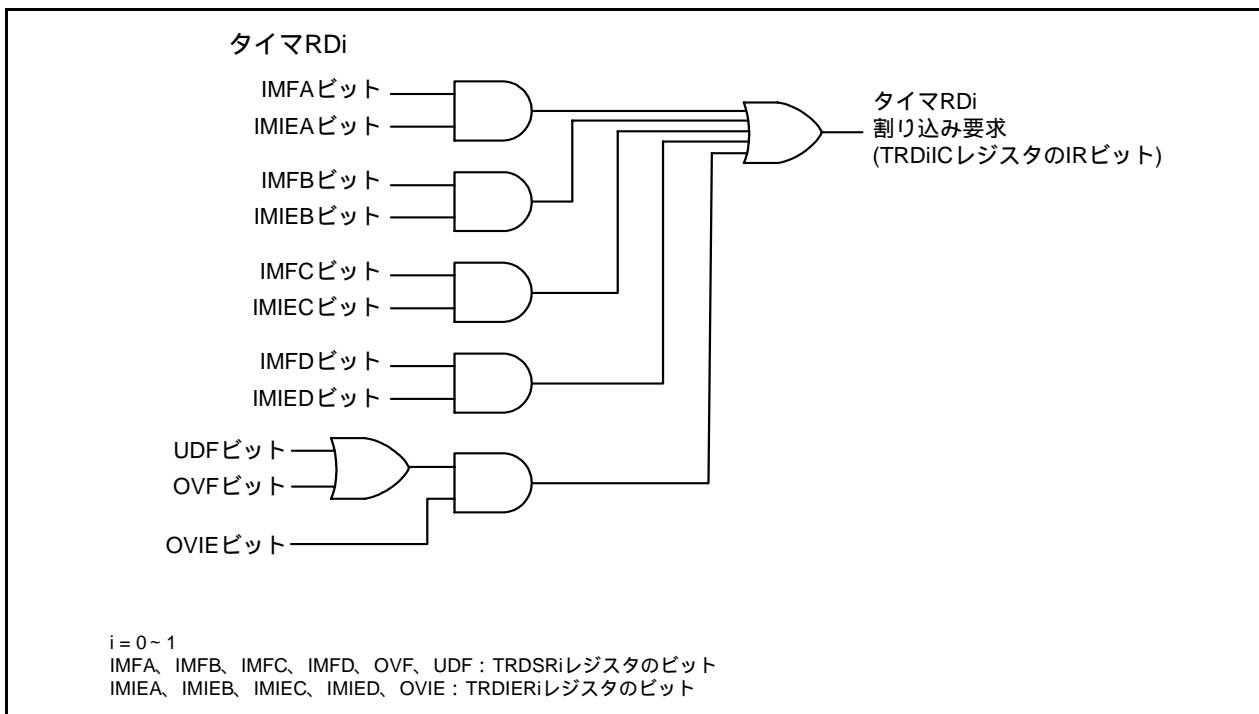 タイマRDi
IMFAビット
IMIEAビット
IMFBビット
IMIEBビット
IMFCビット
IMIECビット
IMFDビット
IMIEDビット
UDFビット
OVFビット
OVIEビット
タイマRDi
割り込み要求
(TRDiICレジスタのIRビット)
i = 0~1
IMFA、IMFB、IMFC、IMFD、OVF、UDF：TRDSRiレジスタのビット
IMIEA、IMIEB、IMIEC、IMIED、OVIE：TRDIERiレジスタのビット